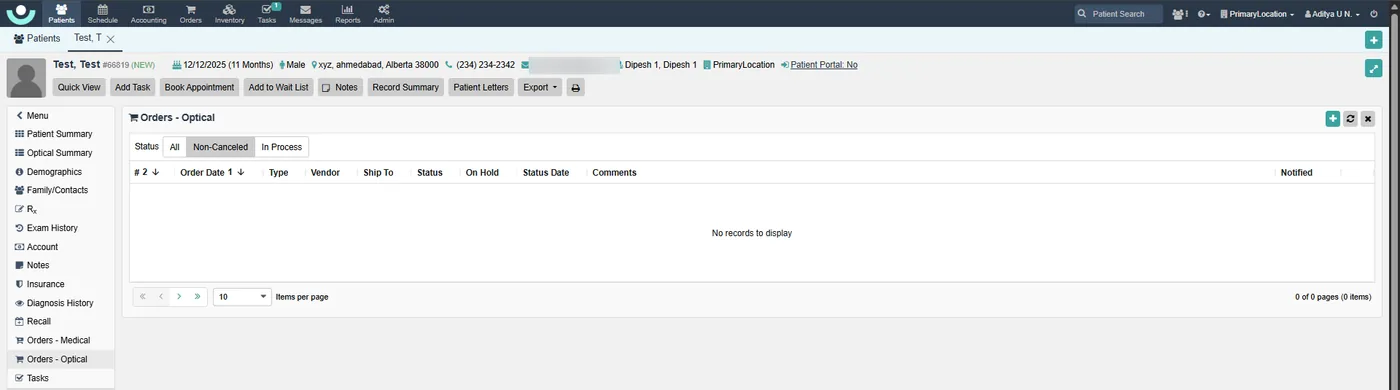 Patients Schedule Accounting Orders Inventory Tasks 1 Messages Reports Admin Patient Search PrimaryLocation Aditya U N.
Patients Test, T
Test, Test #66819 (NEW) 12/12/2025 (11 Months) Male xyz, ahmedabad, Alberta 38000 (234) 234-2342 Dipesh 1, Dipesh 1 PrimaryLocation Patient Portal: No
Quick View Add Task Book Appointment Add to Wait List Notes Record Summary Patient Letters Export
Menu
Patient Summary
Optical Summary
Demographics
Family/Contacts
Rx
Exam History
Account
Notes
Insurance
Diagnosis History
Recall
Orders - Medical
Orders - Optical
Tasks
Orders - Optical
Status All Non-Canceled In Process
# 2 Order Date 1 Type Vendor Ship To Status On Hold Status Date Comments Notified
No records to display
10 Items per page 0 of 0 pages (0 items)